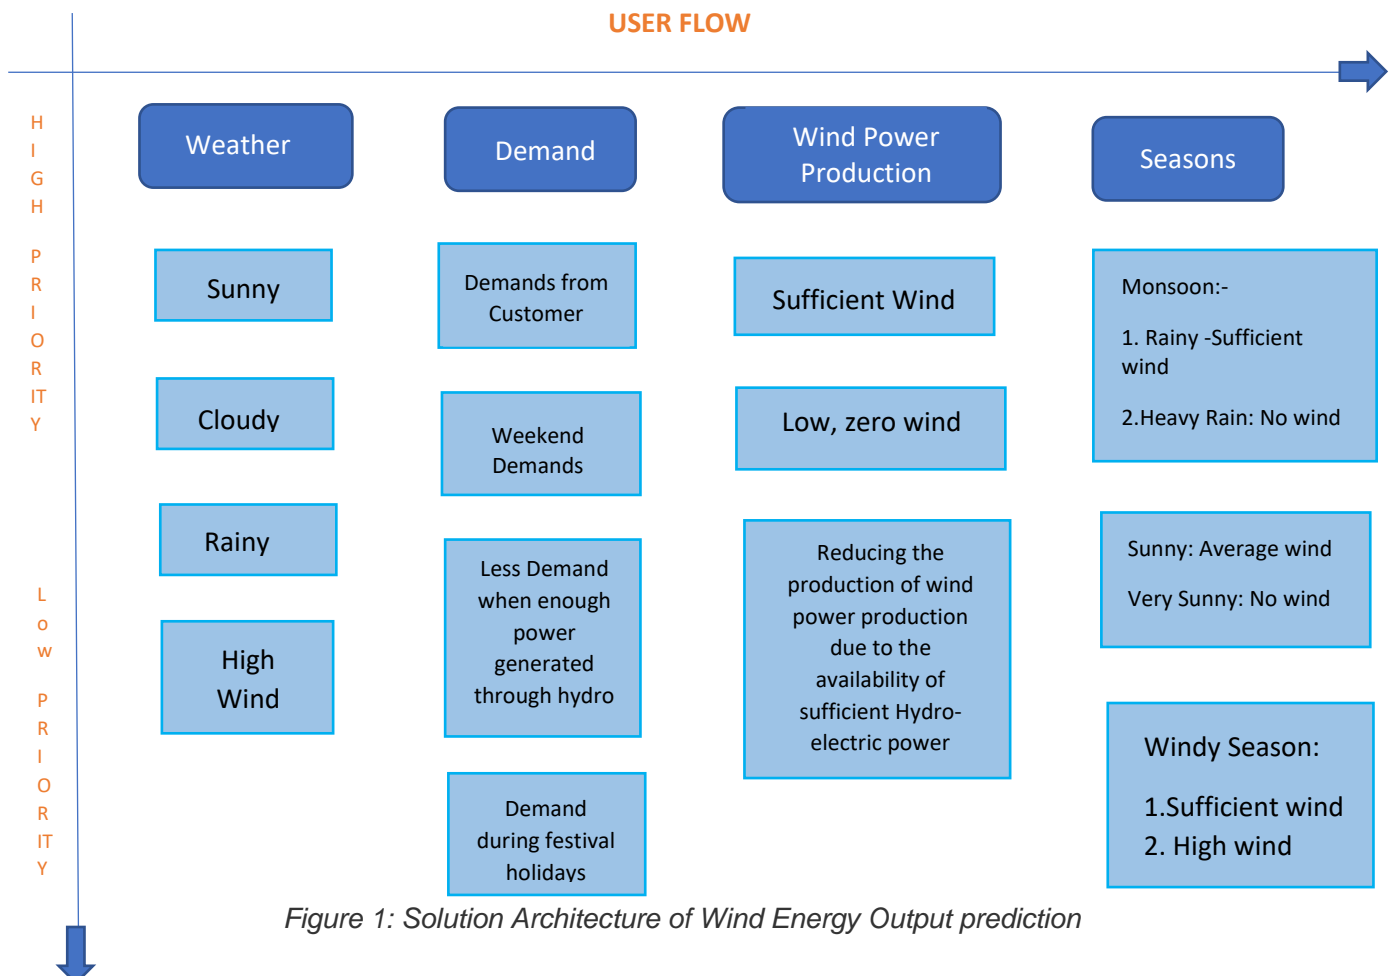 USER FLOW
H
I
G
H
P
R
I
O
R
IT
Y
L
o
w
P
R
I
O
R
IT
Y
Weather
Sunny
Cloudy
Rainy
High
Wind
Demand
Demands from
Customer
Weekend
Demands
Less Demand
when enough
power
generated
through hydro
Demand
during festival
holidays
Wind Power
Production
Sufficient Wind
Low, zero wind
Reducing the
production of wind
power production
due to the
availability of
sufficient Hydro-
electric power
Seasons
Monsoon:-
1. Rainy -Sufficient
wind
2.Heavy Rain: No wind
Sunny: Average wind
Very Sunny: No wind
Windy Season:
1.Sufficient wind
2. High wind
Figure 1: Solution Architecture of Wind Energy Output prediction